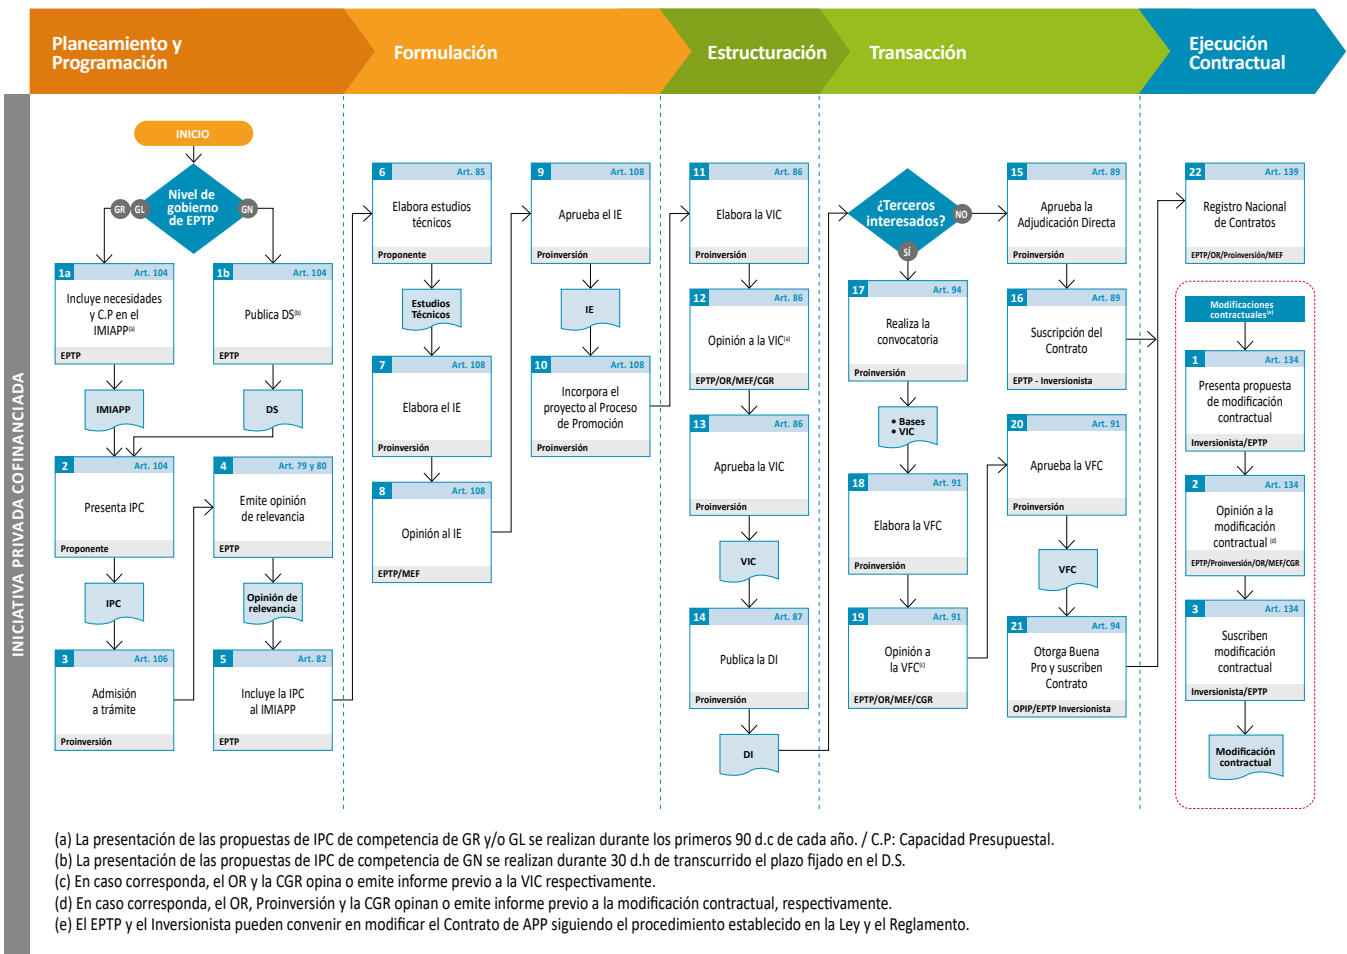 Planeamiento y
Programación
Formulación
Estructuración
Transacción
Ejecución
Contractual
INICIATIVA PRIVADA COFINANCIADA
INICIO
Nivel de
gobierno
de EPTP
GR
GL
GN
1a
Art. 104
Incluye necesidades
y C.P en el
IMIAPP(a)
EPTP
IMIAPP
1b
Art. 104
Publica DS(b)
EPTP
DS
2
Art. 104
Presenta IPC
Proponente
IPC
3
Art. 106
Admisión
a trámite
Proinversión
4
Art. 79 y 80
Emite opinión
de relevancia
EPTP
Opinión de
relevancia
5
Art. 82
Incluye la IPC
al IMIAPP
EPTP
6
Art. 85
Elabora estudios
técnicos
Proponente
Estudios
Técnicos
7
Art. 108
Elabora el IE
Proinversión
8
Art. 108
Opinión al IE
EPTP/MEF
9
Art. 108
Aprueba el IE
Proinversión
IE
10
Art. 108
Incorpora el
proyecto al Proceso
de Promoción
Proinversión
11
Art. 86
Elabora la VIC
Proinversión
12
Art. 86
Opinión a la VIC(a)
EPTP/OR/MEF/CGR
13
Art. 86
Aprueba la VIC
Proinversión
VIC
14
Art. 87
Publica la DI
Proinversión
DI
¿Terceros
interesados?
NO
SÍ
15
Art. 89
Aprueba la
Adjudicación Directa
Proinversión
16
Art. 89
Suscripción del
Contrato
EPTP - Inversionista
17
Art. 94
Realiza la
convocatoria
Proinversión
• Bases
• VIC
18
Art. 91
Elabora la VFC
Proinversión
19
Art. 91
Opinión a
la VFC(c)
EPTP/OR/MEF/CGR
20
Art. 91
Aprueba la VFC
Proinversión
VFC
21
Art. 94
Otorga Buena
Pro y suscriben
Contrato
OPIP/EPTP Inversionista
22
Art. 139
Registro Nacional
de Contratos
EPTP/OR/Proinversión/MEF
Modificaciones
contractuales(e)
1
Art. 134
Presenta propuesta
de modificación
contractual
Inversionista/EPTP
2
Art. 134
Opinión a la
modificación
contractual (d)
EPTP/Proinversión/OR/MEF/CGR
3
Art. 134
Suscriben
modificación
contractual
Inversionista/EPTP
Modificación
contractual
(a) La presentación de las propuestas de IPC de competencia de GR y/o GL se realizan durante los primeros 90 d.c de cada año. / C.P: Capacidad Presupuestal.
(b) La presentación de las propuestas de IPC de competencia de GN se realizan durante 30 d.h de transcurrido el plazo fijado en el D.S.
(c) En caso corresponda, el OR y la CGR opina o emite informe previo a la VIC respectivamente.
(d) En caso corresponda, el OR, Proinversión y la CGR opinan o emite informe previo a la modificación contractual, respectivamente.
(e) El EPTP y el Inversionista pueden convenir en modificar el Contrato de APP siguiendo el procedimiento establecido en la Ley y el Reglamento.